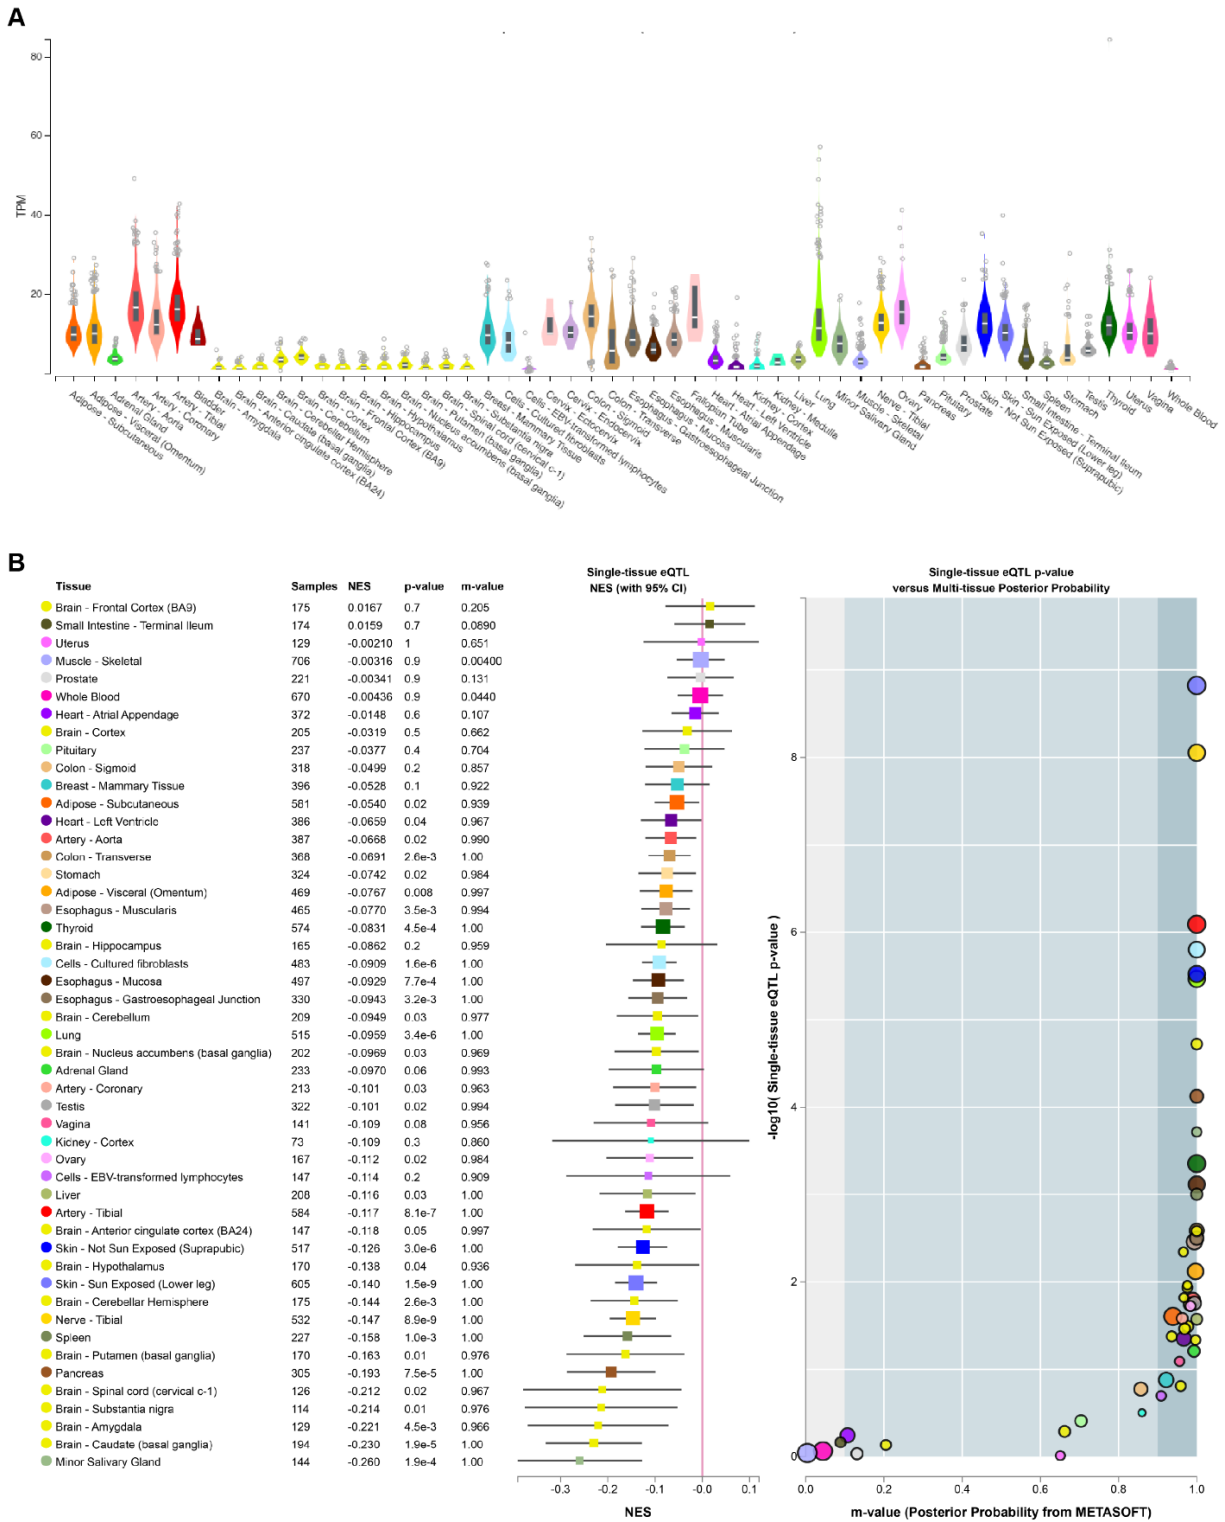 A
80
60
40
20
TPM
Adipose - Subcutaneous
Adipose - Visceral (Omentum)
Adrenal Gland
Artery - Aorta
Artery - Coronary
Artery - Tibial
Bladder
Brain - Amygdala
Brain - Anterior cingulate cortex (BA24)
Brain - Caudate (basal ganglia)
Brain - Cerebellar Hemisphere
Brain - Cerebellum
Brain - Cortex
Brain - Frontal Cortex (BA9)
Brain - Hippocampus
Brain - Hypothalamus
Brain - Nucleus accumbens (basal ganglia)
Brain - Putamen (basal ganglia)
Brain - Spinal cord (cervical c-1)
Brain - Substantia nigra
Breast - Mammary Tissue
Cells - Cultured fibroblasts
Cells - EBV-transformed lymphocytes
Cervix - Ectocervix
Cervix - Endocervix
Colon - Sigmoid
Colon - Transverse
Esophagus - Gastroesophageal Junction
Esophagus - Mucosa
Esophagus - Muscularis
Fallopian Tube
Heart - Atrial Appendage
Heart - Left Ventricle
Kidney - Cortex
Kidney - Medulla
Liver
Lung
Minor Salivary Gland
Muscle - Skeletal
Nerve - Tibial
Ovary
Pancreas
Pituitary
Prostate
Skin - Not Sun Exposed (Suprapubic)
Skin - Sun Exposed (Lower leg)
Small Intestine - Terminal Ileum
Spleen
Stomach
Testis
Thyroid
Uterus
Vagina
Whole Blood
B
Tissue Samples NES p-value m-value
Brain - Frontal Cortex (BA9) 175 0.0167 0.7 0.205
Small Intestine - Terminal Ileum 174 0.0159 0.7 0.0890
Uterus 129 -0.00210 1 0.651
Muscle - Skeletal 706 -0.00316 0.9 0.00400
Prostate 221 -0.00341 0.9 0.131
Whole Blood 670 -0.00436 0.9 0.0440
Heart - Atrial Appendage 372 -0.0148 0.6 0.107
Brain - Cortex 205 -0.0319 0.5 0.662
Pituitary 237 -0.0377 0.4 0.704
Colon - Sigmoid 318 -0.0499 0.2 0.857
Breast - Mammary Tissue 396 -0.0528 0.1 0.922
Adipose - Subcutaneous 581 -0.0540 0.02 0.939
Heart - Left Ventricle 386 -0.0659 0.04 0.967
Artery - Aorta 387 -0.0668 0.02 0.990
Colon - Transverse 368 -0.0691 2.6e-3 1.00
Stomach 324 -0.0742 0.02 0.984
Adipose - Visceral (Omentum) 469 -0.0767 0.008 0.997
Esophagus - Muscularis 465 -0.0770 3.5e-3 0.994
Thyroid 574 -0.0831 4.5e-4 1.00
Brain - Hippocampus 165 -0.0862 0.2 0.959
Cells - Cultured fibroblasts 483 -0.0909 1.6e-6 1.00
Esophagus - Mucosa 497 -0.0929 7.7e-4 1.00
Esophagus - Gastroesophageal Junction 330 -0.0943 3.2e-3 1.00
Brain - Cerebellum 209 -0.0949 0.03 0.977
Lung 515 -0.0959 3.4e-6 1.00
Brain - Nucleus accumbens (basal ganglia) 202 -0.0969 0.03 0.969
Adrenal Gland 233 -0.0970 0.06 0.993
Artery - Coronary 213 -0.101 0.03 0.963
Testis 322 -0.101 0.02 0.994
Vagina 141 -0.109 0.08 0.956
Kidney - Cortex 73 -0.109 0.3 0.860
Ovary 167 -0.112 0.02 0.984
Cells - EBV-transformed lymphocytes 147 -0.114 0.2 0.909
Liver 208 -0.116 0.03 1.00
Artery - Tibial 584 -0.117 8.1e-7 1.00
Brain - Anterior cingulate cortex (BA24) 147 -0.118 0.05 0.997
Skin - Not Sun Exposed (Suprapubic) 517 -0.126 3.0e-6 1.00
Brain - Hypothalamus 170 -0.138 0.04 0.936
Skin - Sun Exposed (Lower leg) 605 -0.140 1.5e-9 1.00
Brain - Cerebellar Hemisphere 175 -0.144 2.6e-3 1.00
Nerve - Tibial 532 -0.147 8.9e-9 1.00
Spleen 227 -0.158 1.0e-3 1.00
Brain - Putamen (basal ganglia) 170 -0.163 0.01 0.976
Pancreas 305 -0.193 7.5e-5 1.00
Brain - Spinal cord (cervical c-1) 126 -0.212 0.02 0.967
Brain - Substantia nigra 114 -0.214 0.01 0.976
Brain - Amygdala 129 -0.221 4.5e-3 0.966
Brain - Caudate (basal ganglia) 194 -0.230 1.9e-5 1.00
Minor Salivary Gland 144 -0.260 1.9e-4 1.00
Single-tissue eQTL
NES (with 95% CI)
-0.3 -0.2 -0.1 -0.0 0.1
NES
Single-tissue eQTL p-value
versus Multi-tissue Posterior Probability
-log10( Single-tissue eQTL p-value )
8
6
4
2
0
0.0 0.2 0.4 0.6 0.8 1.0
m-value (Posterior Probability from METASOFT)